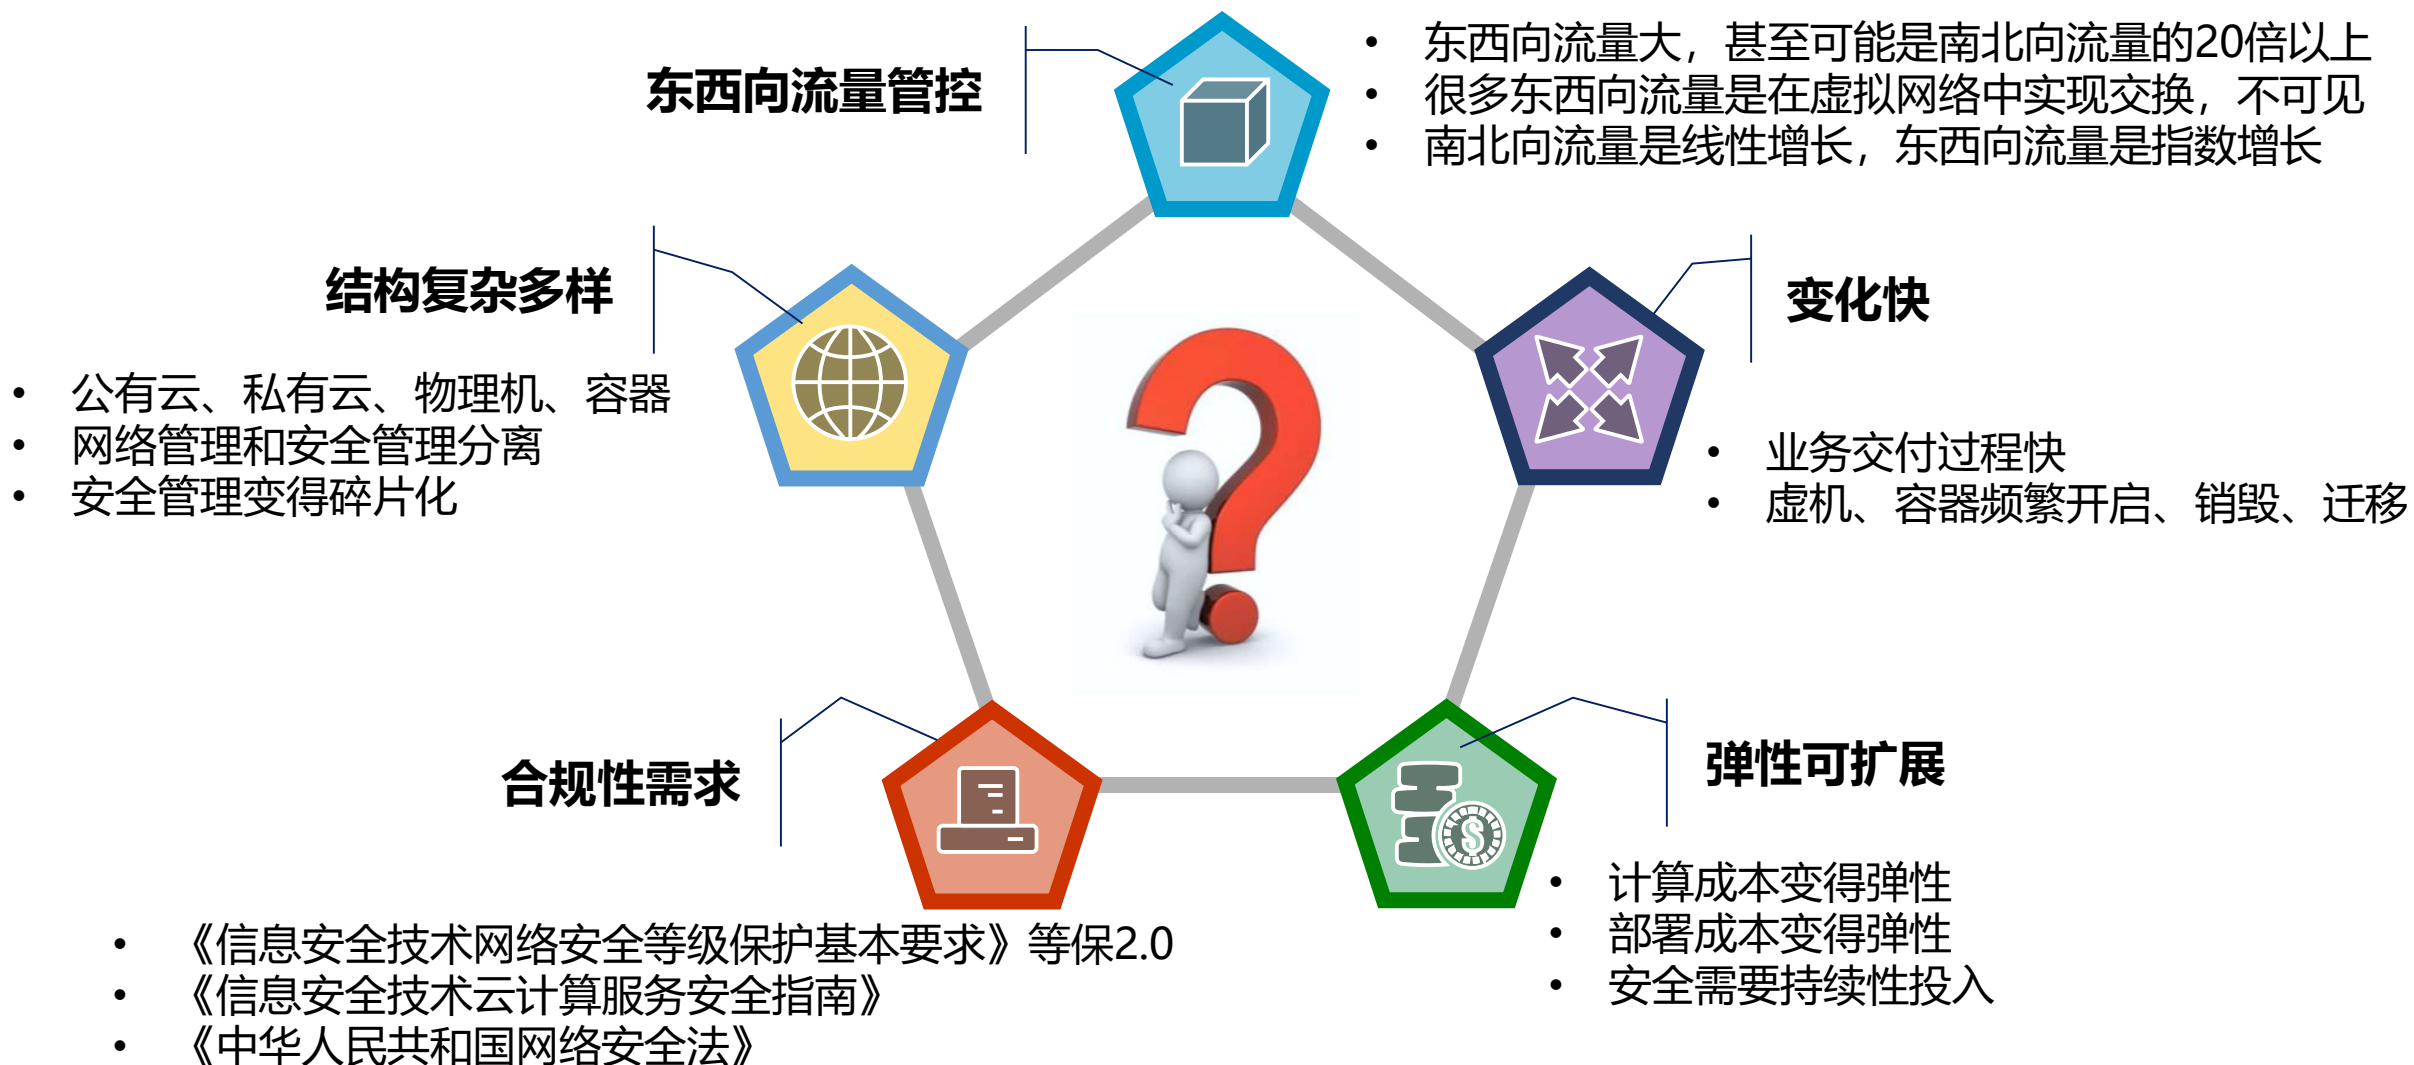 东西向流量管控
• 东西向流量大，甚至可能是南北向流量的20倍以上
• 很多东西向流量是在虚拟网络中实现交换，不可见
• 南北向流量是线性增长，东西向流量是指数增长
结构复杂多样
• 公有云、私有云、物理机、容器
• 网络管理和安全管理分离
• 安全管理变得碎片化
变化快
• 业务交付过程快
• 虚机、容器频繁开启、销毁、迁移
合规性需求
• 《信息安全技术网络安全等级保护基本要求》等保2.0
• 《信息安全技术云计算服务安全指南》
• 《中华人民共和国网络安全法》
弹性可扩展
• 计算成本变得弹性
• 部署成本变得弹性
• 安全需要持续性投入